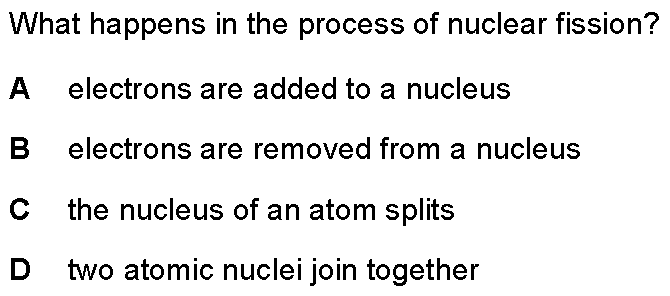 What happens in the process of nuclear fission?
A electrons are added to a nucleus
B electrons are removed from a nucleus
C the nucleus of an atom splits
D two atomic nuclei join together